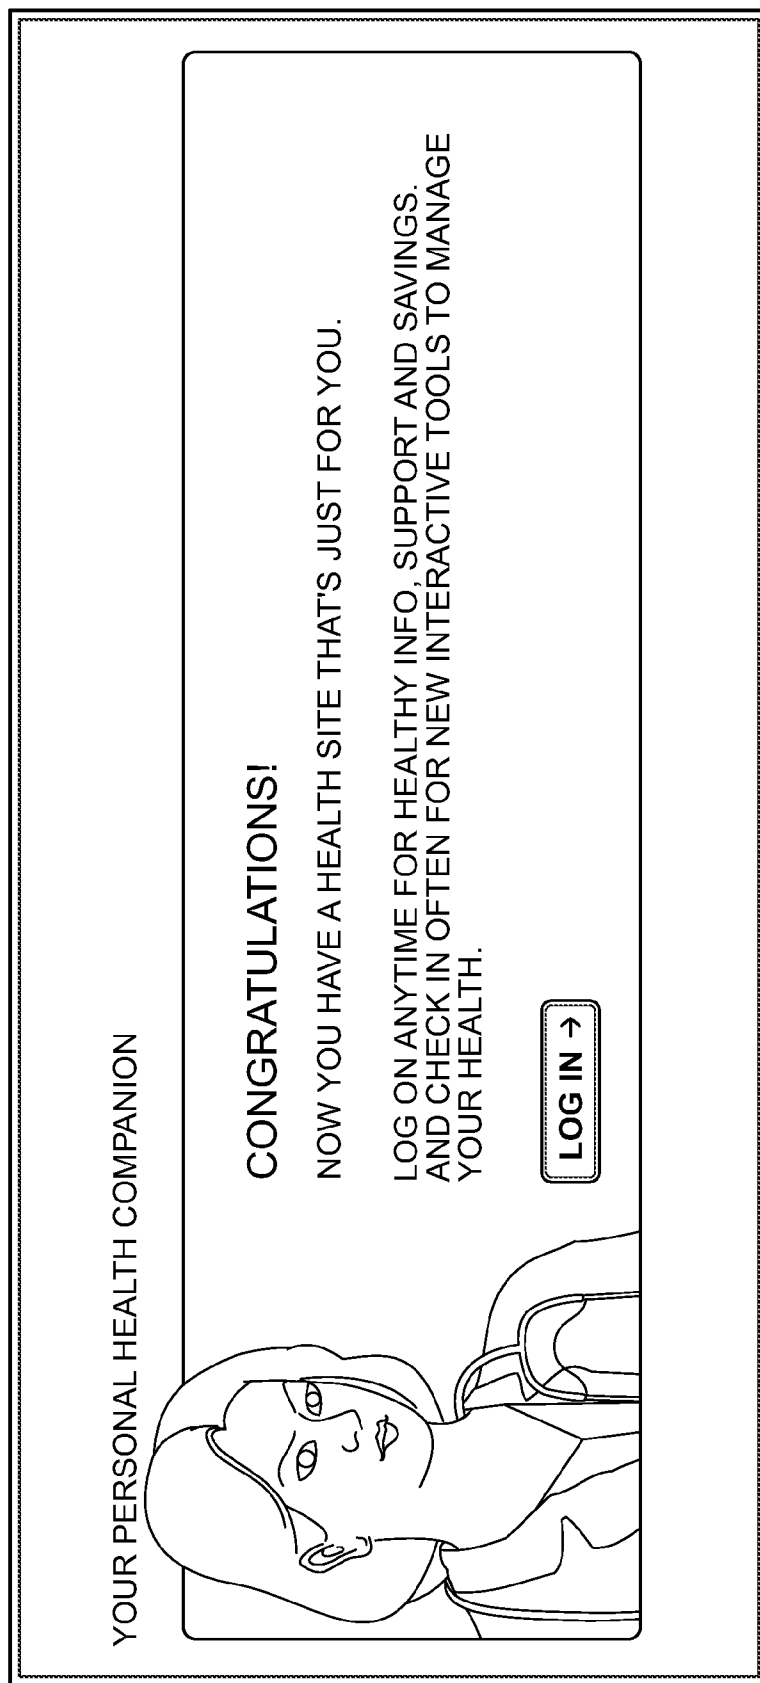 YOUR PERSONAL HEALTH COMPANION
CONGRATULATIONS!
NOW YOU HAVE A HEALTH SITE THAT'S JUST FOR YOU.
LOG ON ANYTIME FOR HEALTHY INFO, SUPPORT AND SAVINGS.
AND CHECK IN OFTEN FOR NEW INTERACTIVE TOOLS TO MANAGE
YOUR HEALTH.
LOG IN →